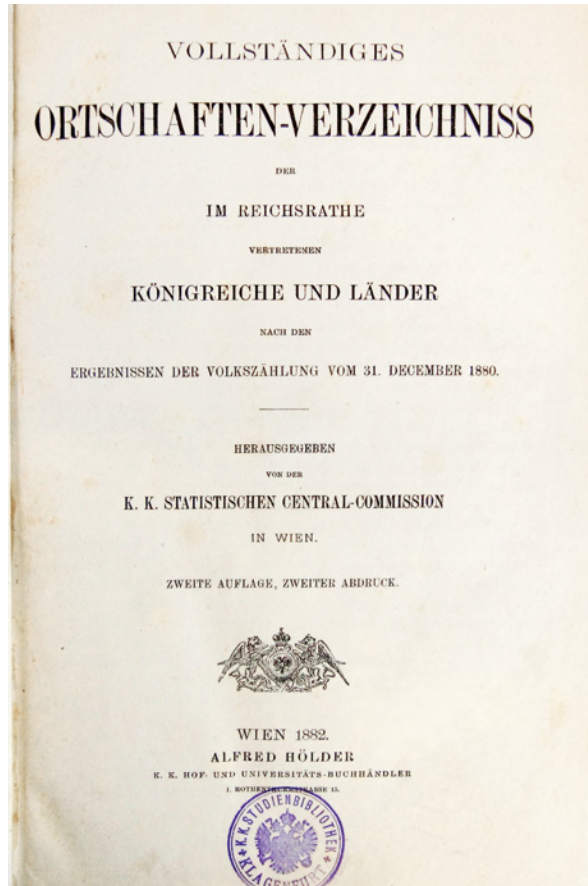 VOLLSTÄNDIGES
ORTSCHAFTEN-VERZEICHNISS
DER
IM REICHSRATHE
VERTRETENEN
KÖNIGREICHE UND LÄNDER
NACH DEN
ERGEBNISSEN DER VOLKSZÄHLUNG VOM 31. DECEMBER 1880.
HERAUSGEGEBEN
VON DER
K. K. STATISTISCHEN CENTRAL-COMMISSION
IN WIEN.
ZWEITE AUFLAGE, ZWEITER ABDRUCK.
WIEN 1882.
ALFRED HÖLDER
K. K. HOF- UND UNIVERSITÄTS-BUCHHÄNDLER
I. ROTHENTHURMSTRASSE 15.
K.K. STUDIENBIBLIOTHEK
KLAGENFURT